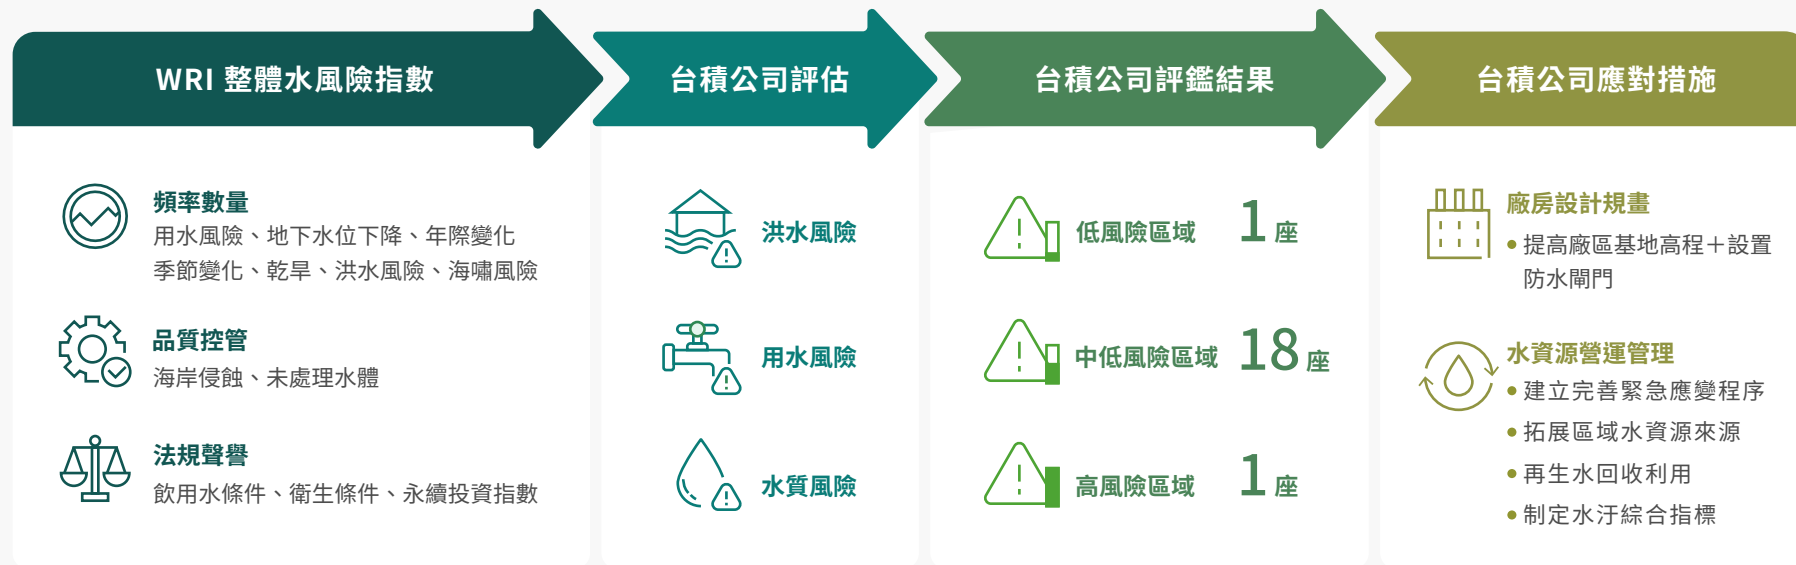 WRI 整體水風險指數
頻率數量
用水風險、地下水位下降、年際變化
季節變化、乾旱、洪水風險、海嘯風險
品質控管
海岸侵蝕、未處理水體
法規聲譽
飲用水條件、衛生條件、永續投資指數
台積公司評估
洪水風險
用水風險
水質風險
台積公司評鑑結果
低風險區域 1 座
中低風險區域 18 座
高風險區域 1 座
台積公司應對措施
廠房設計規畫
• 提高廠區基地高程＋設置
防水閘門
水資源營運管理
• 建立完善緊急應變程序
• 拓展區域水資源來源
• 再生水回收利用
• 制定水汙綜合指標